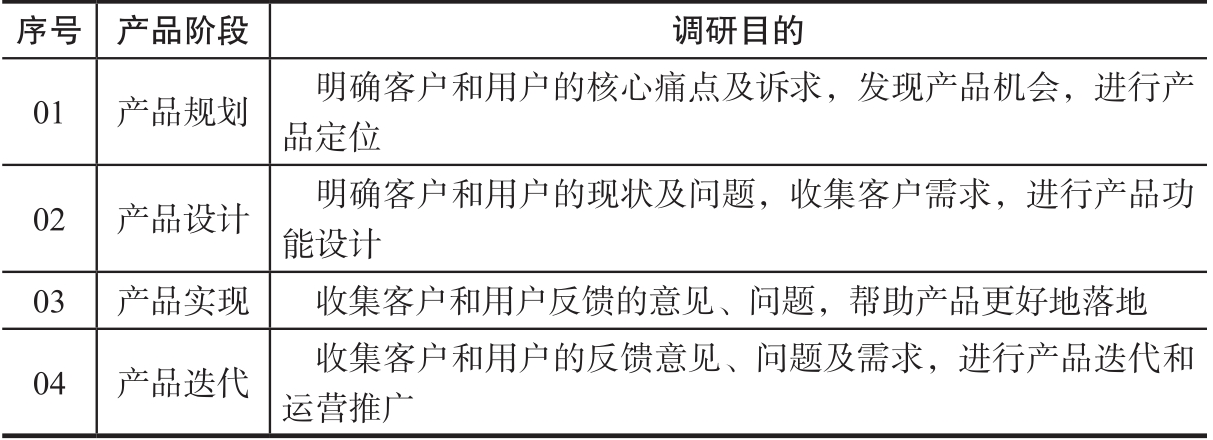 序号 产品阶段 调研目的
01 产品规划 明确客户和用户的核心痛点及诉求，发现产品机会，进行产
品定位
02 产品设计 明确客户和用户的现状及问题，收集客户需求，进行产品功
能设计
03 产品实现 收集客户和用户反馈的意见、问题，帮助产品更好地落地
04 产品迭代 收集客户和用户的反馈意见、问题及需求，进行产品迭代和
运营推广